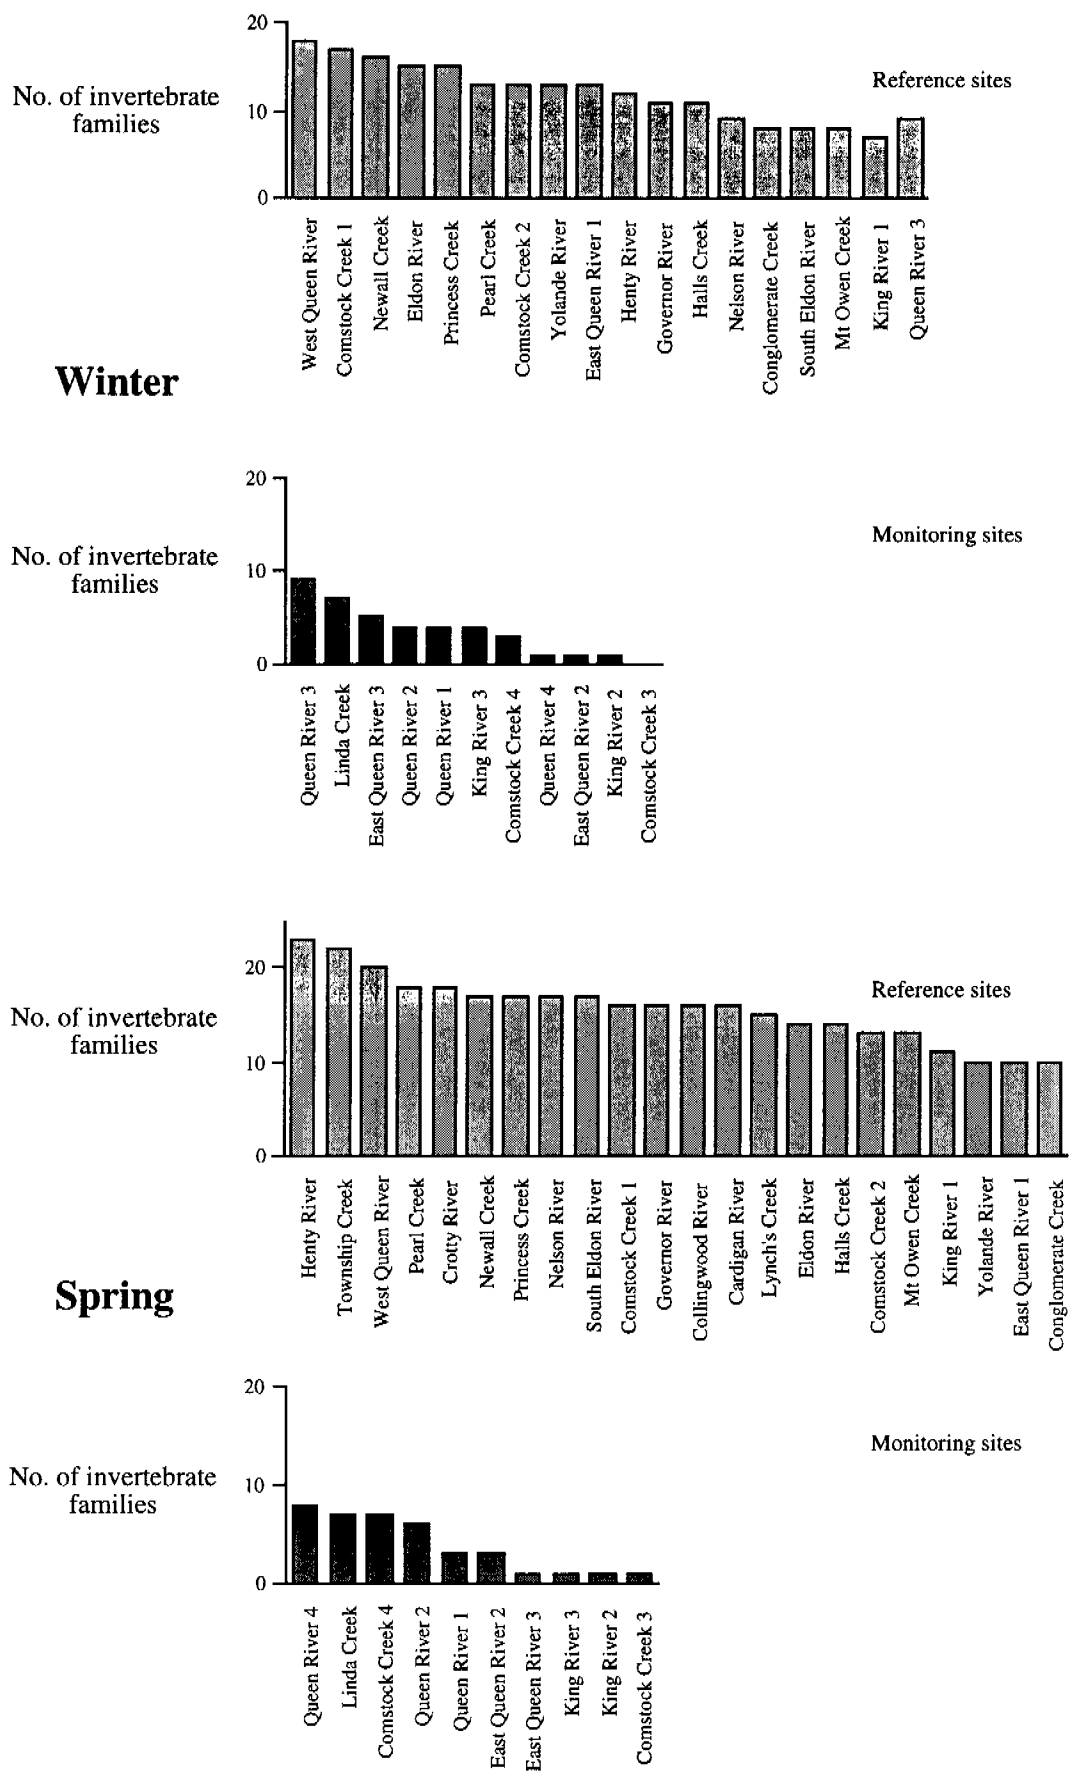 20
No. of invertebrate
families
10
0
Reference sites
West Queen River
Comstock Creek 1
Newall Creek
Eldon River
Princess Creek
Pearl Creek
Comstock Creek 2
Yolande River
East Queen River 1
Henty River
Governor River
Halls Creek
Nelson River
Conglomerate Creek
South Eldon River
Mt Owen Creek
King River 1
Queen River 3
Winter
20
No. of invertebrate
families
10
0
Monitoring sites
Queen River 3
Linda Creek
East Queen River 3
Queen River 2
Queen River 1
King River 3
Comstock Creek 4
Queen River 4
East Queen River 2
King River 2
Comstock Creek 3
20
No. of invertebrate
families
10
0
Reference sites
Henty River
Township Creek
West Queen River
Pearl Creek
Crotty River
Newall Creek
Princess Creek
Nelson River
South Eldon River
Comstock Creek 1
Governor River
Collingwood River
Cardigan River
Lynch's Creek
Eldon River
Halls Creek
Comstock Creek 2
Mt Owen Creek
King River 1
Yolande River
East Queen River 1
Conglomerate Creek
Spring
20
No. of invertebrate
families
10
0
Monitoring sites
Queen River 4
Linda Creek
Comstock Creek 4
Queen River 2
Queen River 1
East Queen River 2
East Queen River 3
King River 3
King River 2
Comstock Creek 3